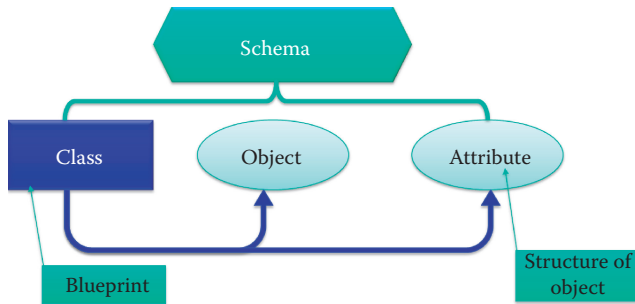 Schema
Class
Object
Attribute
Blueprint
Structure of
object